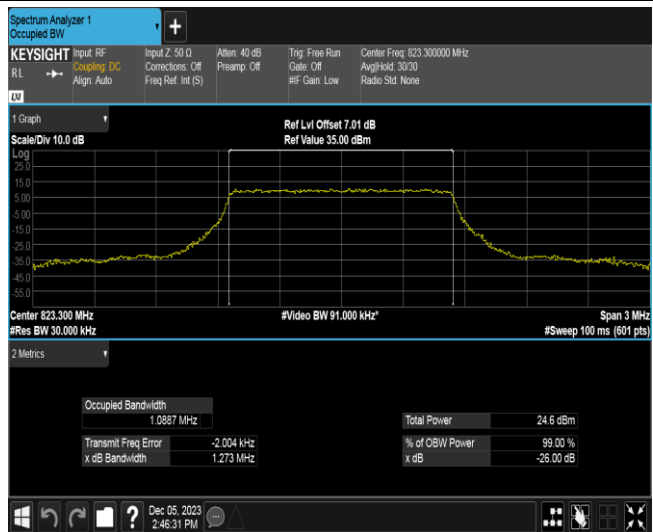 Spectrum Analyzer 1
Occupied BW
+
KEYSIGHT
RL
LXI
Input: RF
Coupling: DC
Align: Auto
Input Z: 50 Ω
Corrections: Off
Freq Ref: Int (S)
Atten: 40 dB
Preamp: Off
Trig: Free Run
Gate: Off
#IF Gain: Low
Center Freq: 823.300000 MHz
Avg|Hold: 30/30
Radio Std: None
1 Graph
Scale/Div 10.0 dB
Ref Lvl Offset 7.01 dB
Ref Value 35.00 dBm
Log
25.0
15.0
5.00
-5.00
-15.0
-25.0
-35.0
-45.0
-55.0
Center 823.300 MHz
#Res BW 30.000 kHz
#Video BW 91.000 kHz*
Span 3 MHz
#Sweep 100 ms (601 pts)
2 Metrics
Occupied Bandwidth
1.0887 MHz
Transmit Freq Error -2.004 kHz
x dB Bandwidth 1.273 MHz
Total Power 24.6 dBm
% of OBW Power 99.00 %
x dB -26.00 dB
?
Dec 05, 2023
2:46:31 PM